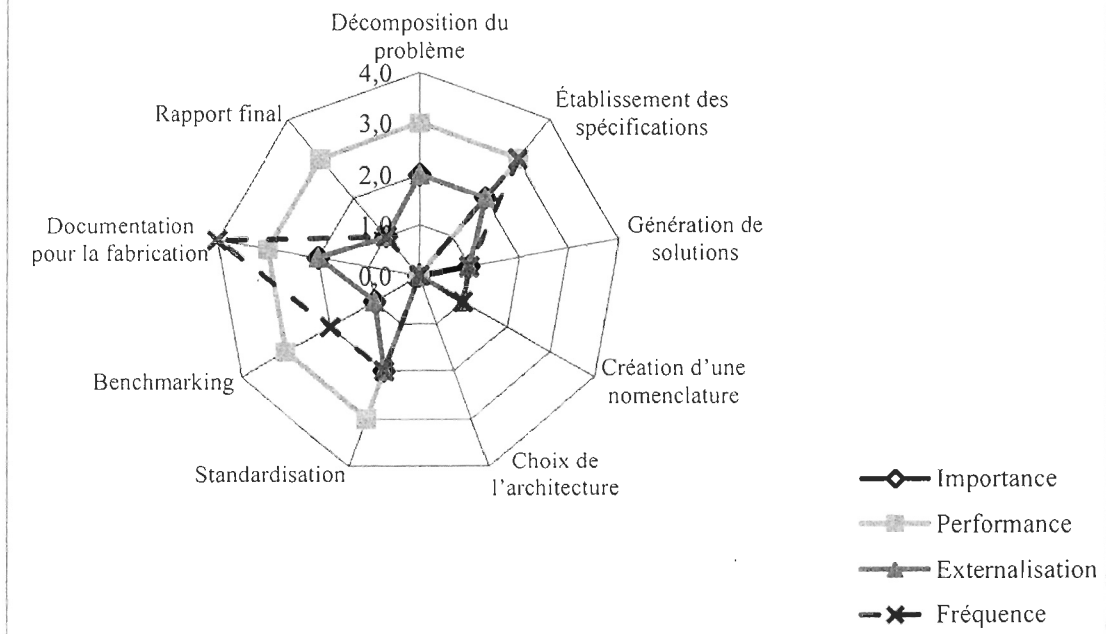 Décomposition du
problème
4,0
Établissement des
spécifications
Rapport final
3,0
2,0
Génération de
solutions
Documentation
pour la fabrication
1,0
0,0
Création d’une
nomenclature
Benchmarking
Choix de
l’architecture
Standardisation
Importance
Performance
Externalisation
Fréquence